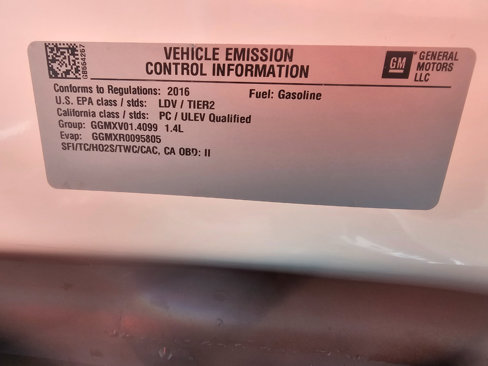 VEHICLE EMISSION
CONTROL INFORMATION
GM
GENERAL
MOTORS
LLC
Conforms to Regulations: 2016
Fuel: Gasoline
U.S. EPA class / stds: LDV / TIER2
California class / stds: PC / ULEV Qualified
Group: GGMXV01.4099 1.4L
Evap: GGMXR0095805
SFI/TC/HO2S/TWC/CAC, CA OBD: II